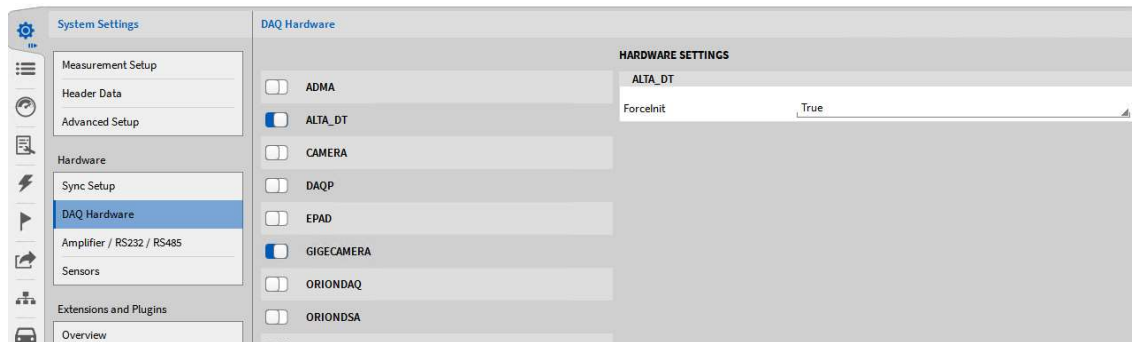 System Settings
Measurement Setup
Header Data
Advanced Setup
Hardware
Sync Setup
DAQ Hardware
Amplifier / RS232 / RS485
Sensors
Extensions and Plugins
Overview
DAQ Hardware
ADMA
ALTA_DT
CAMERA
DAQP
EPAD
GIGECAMERA
ORIONDAQ
ORIONDSA
HARDWARE SETTINGS
ALTA_DT
ForceInit True